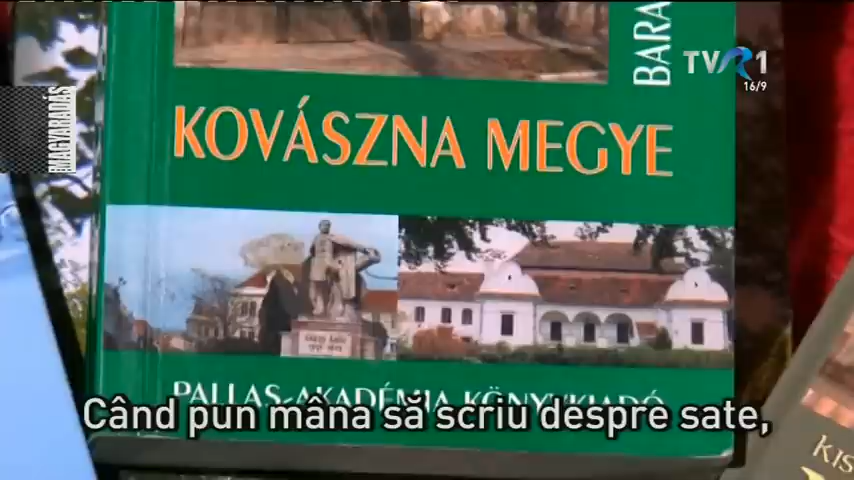 BARA
TVR1
16/9
MAGYARADÁS
KOVÁSZNA MEGYE
PALLAS-AKADÉMIA KÖNYVKIADÓ
Când pun mâna să scriu despre sate,
KIS